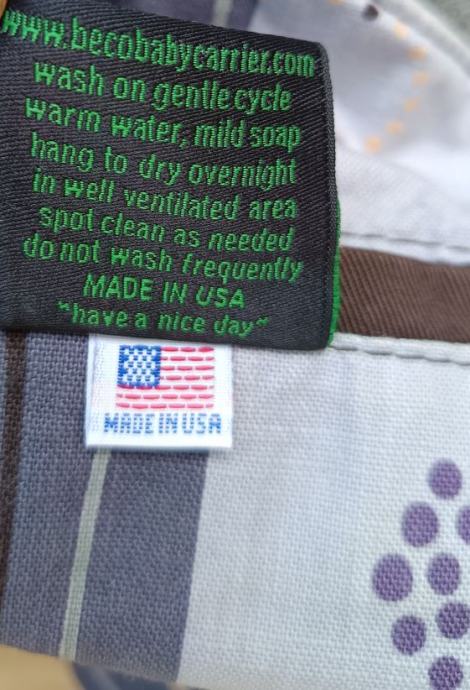 www.becobabycarrier.com
wash on gentle cycle
warm water, mild soap
hang to dry overnight
in well ventilated area
spot clean as needed
do not wash frequently
MADE IN USA
"have a nice day"
MADE IN USA